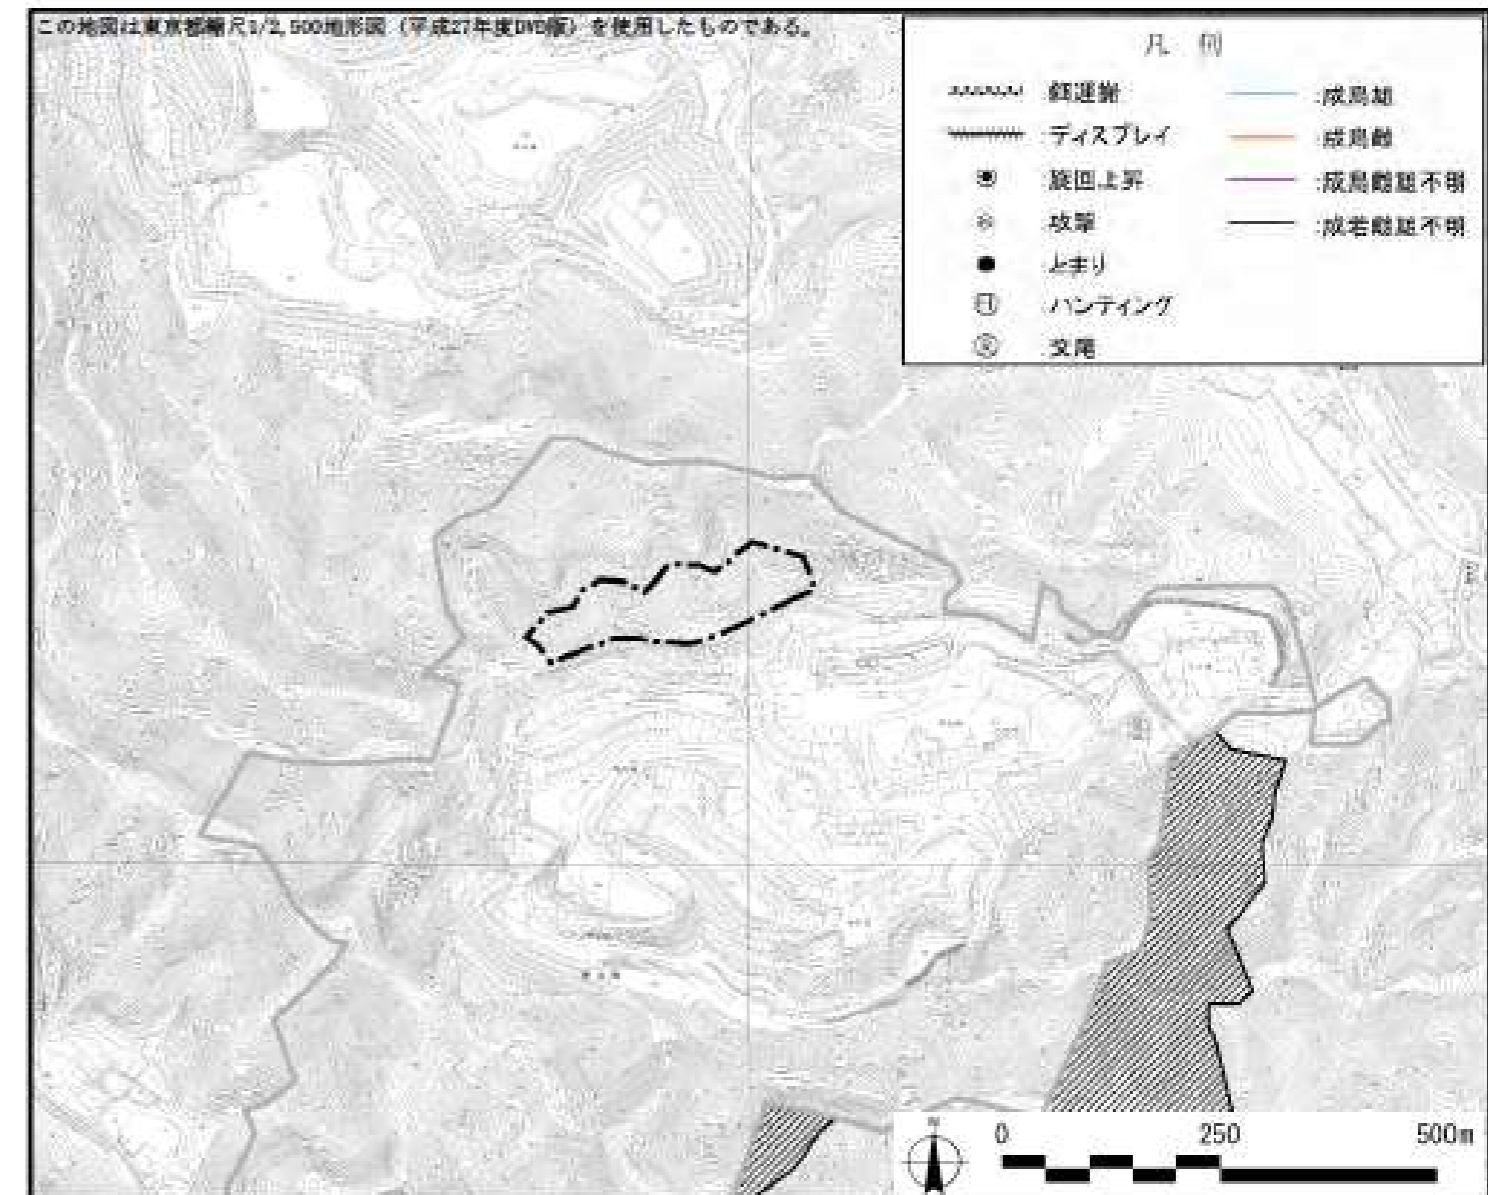 この地図は東京都縮尺1/2,500地形図（平成27年度DVD版）を使用したものである。
凡 例
餌運搬
ディスプレイ
旋回上昇
攻撃
とまり
ハンティング
交尾
:成鳥雄
:成鳥雌
:成鳥雌雄不明
:成若雌雄不明
N
0 250 500m